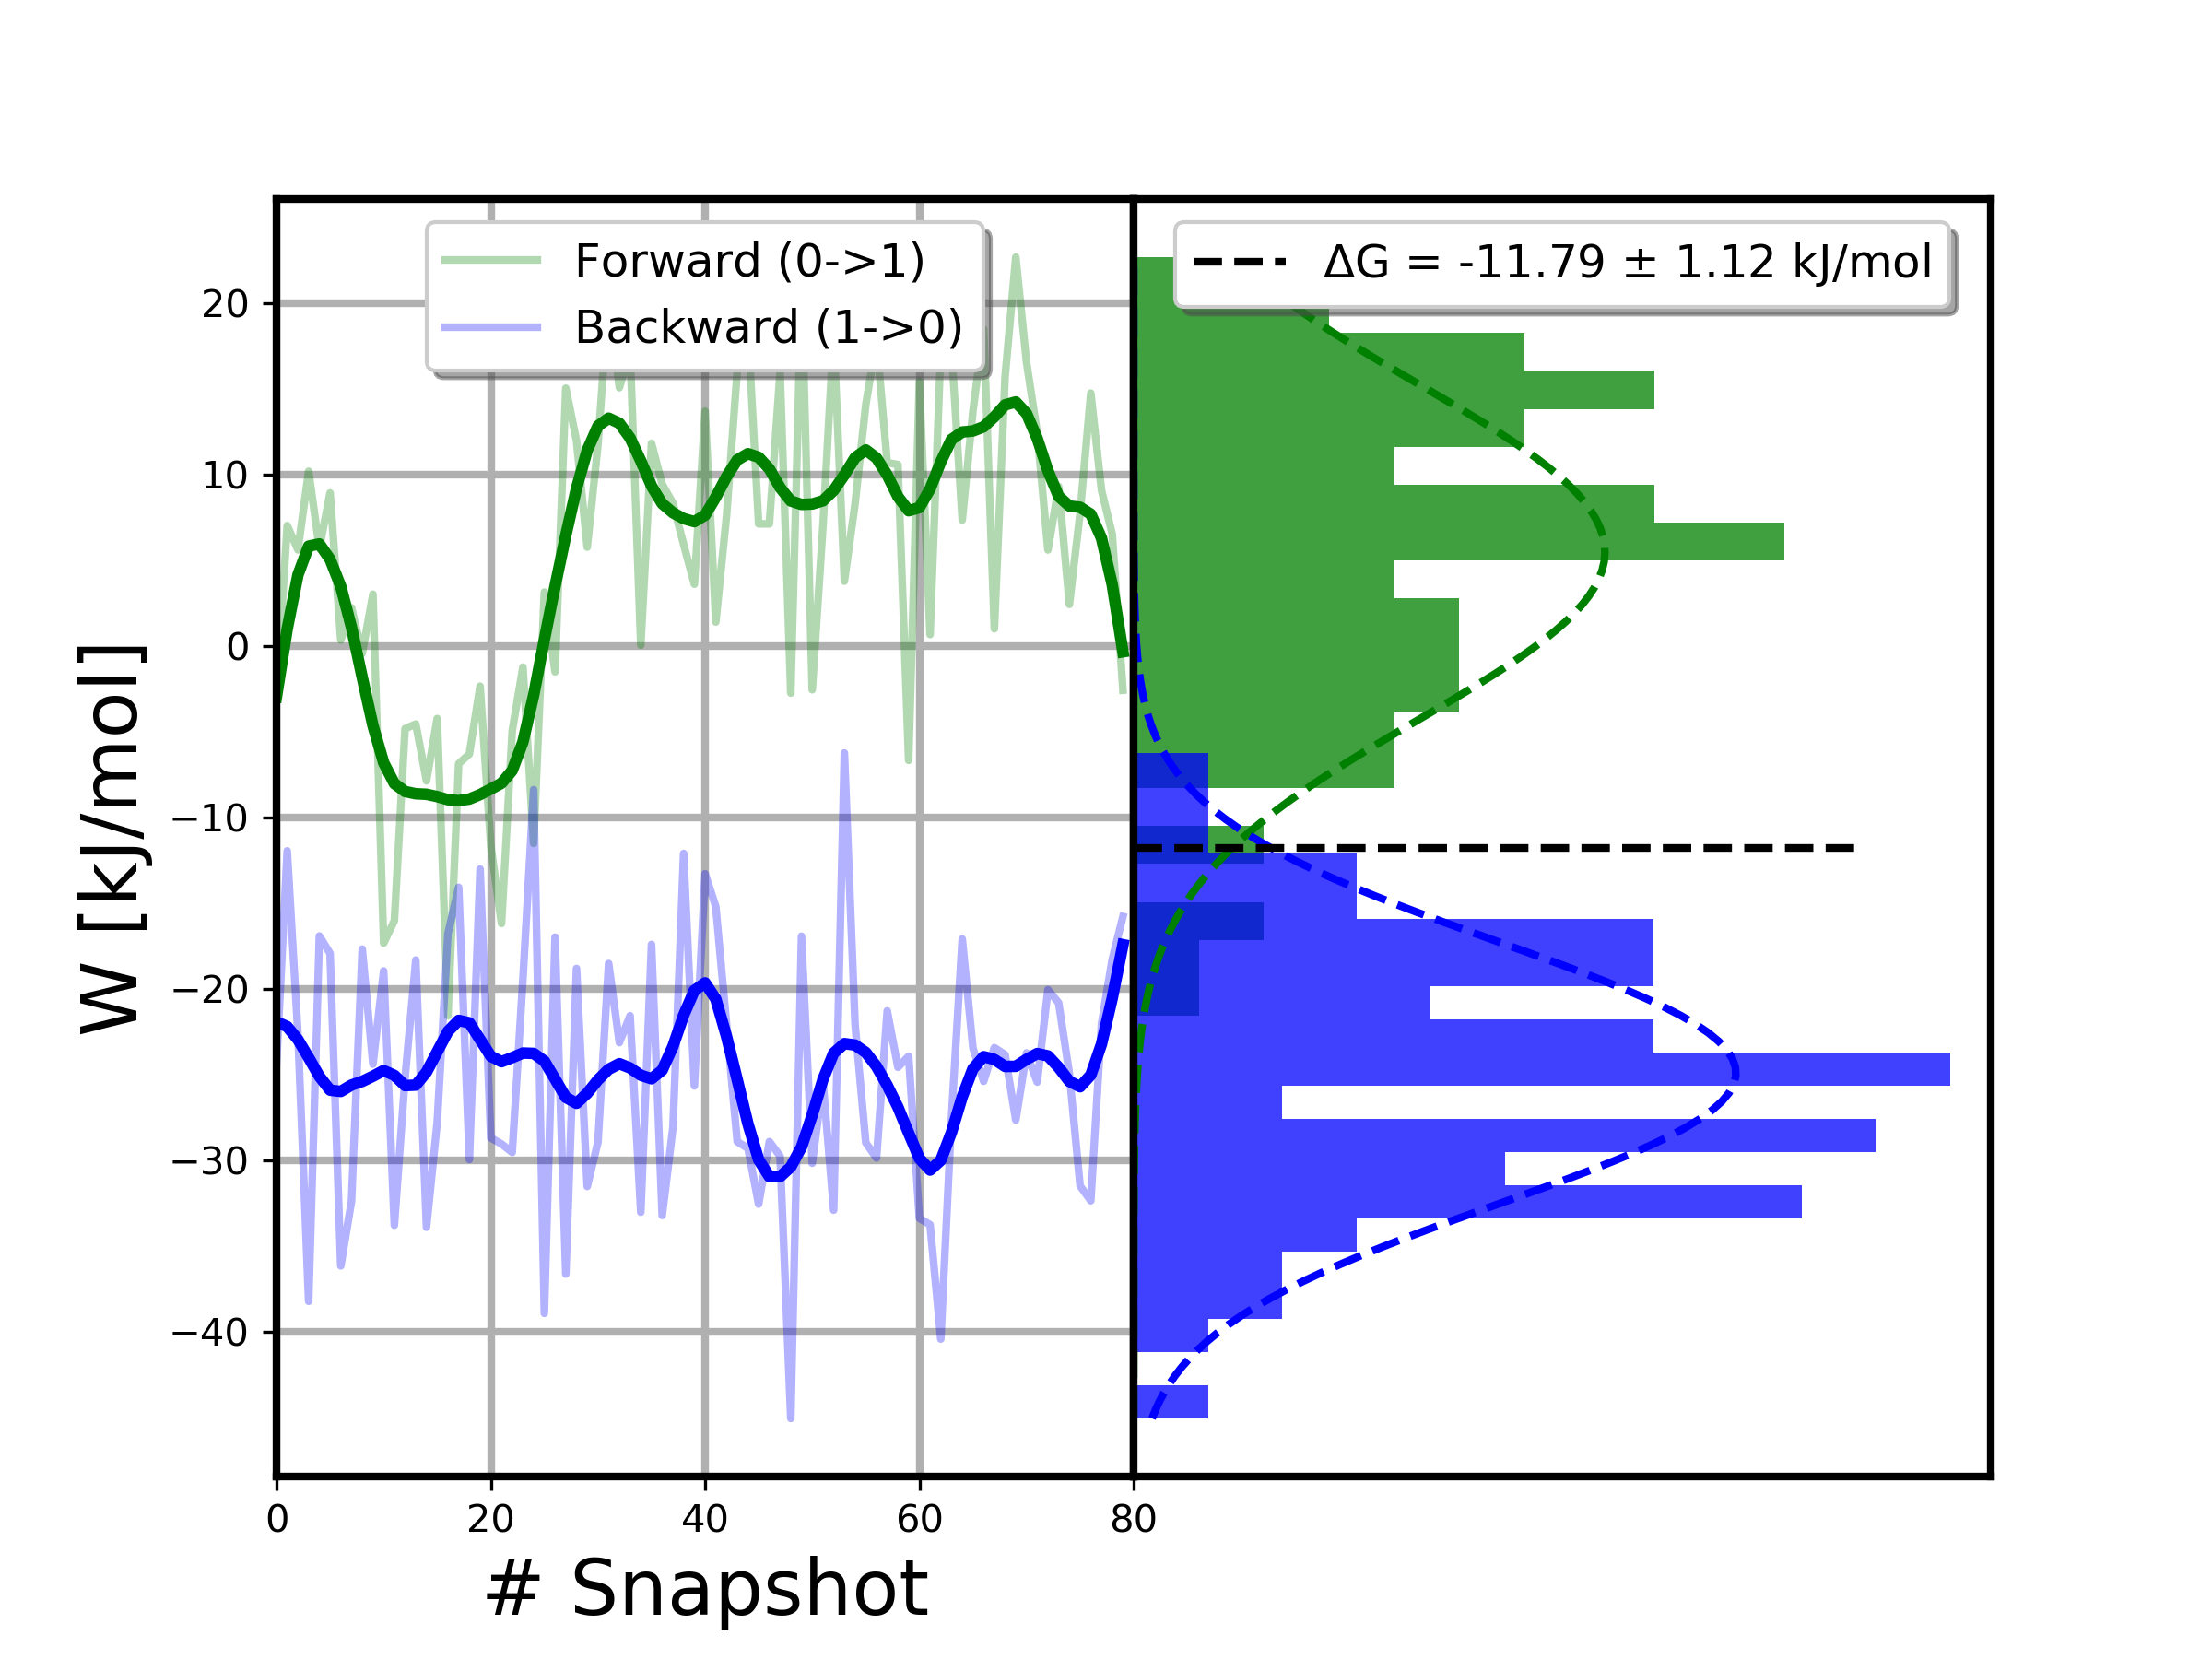 Forward (0->1)
Backward (1->0)
ΔG = -11.79 ± 1.12 kJ/mol
20
10
0
−10
−20
−30
−40
W [kJ/mol]
0 20 40 60 80
# Snapshot